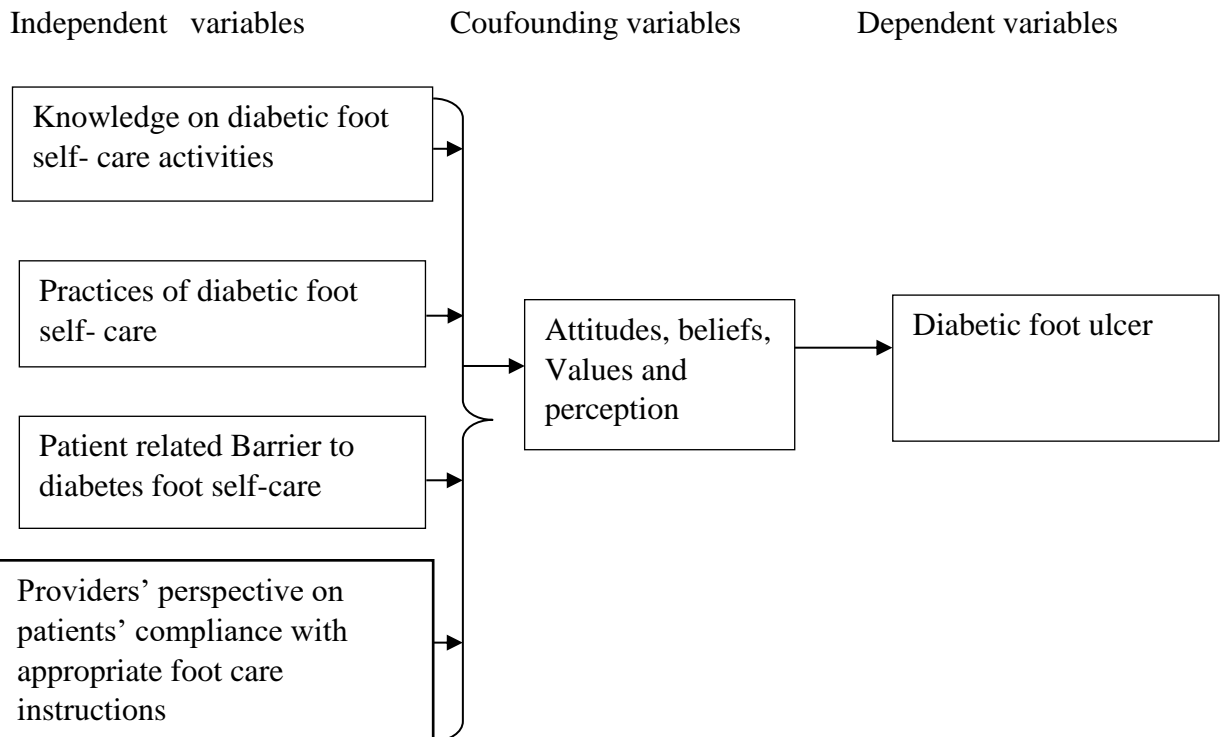 Independent variables
Coufounding variables
Dependent variables
Knowledge on diabetic foot
self- care activities
Practices of diabetic foot
self- care
Patient related Barrier to
diabetes foot self-care
Providers’ perspective on
patients’ compliance with
appropriate foot care
instructions
Attitudes, beliefs,
Values and
perception
Diabetic foot ulcer